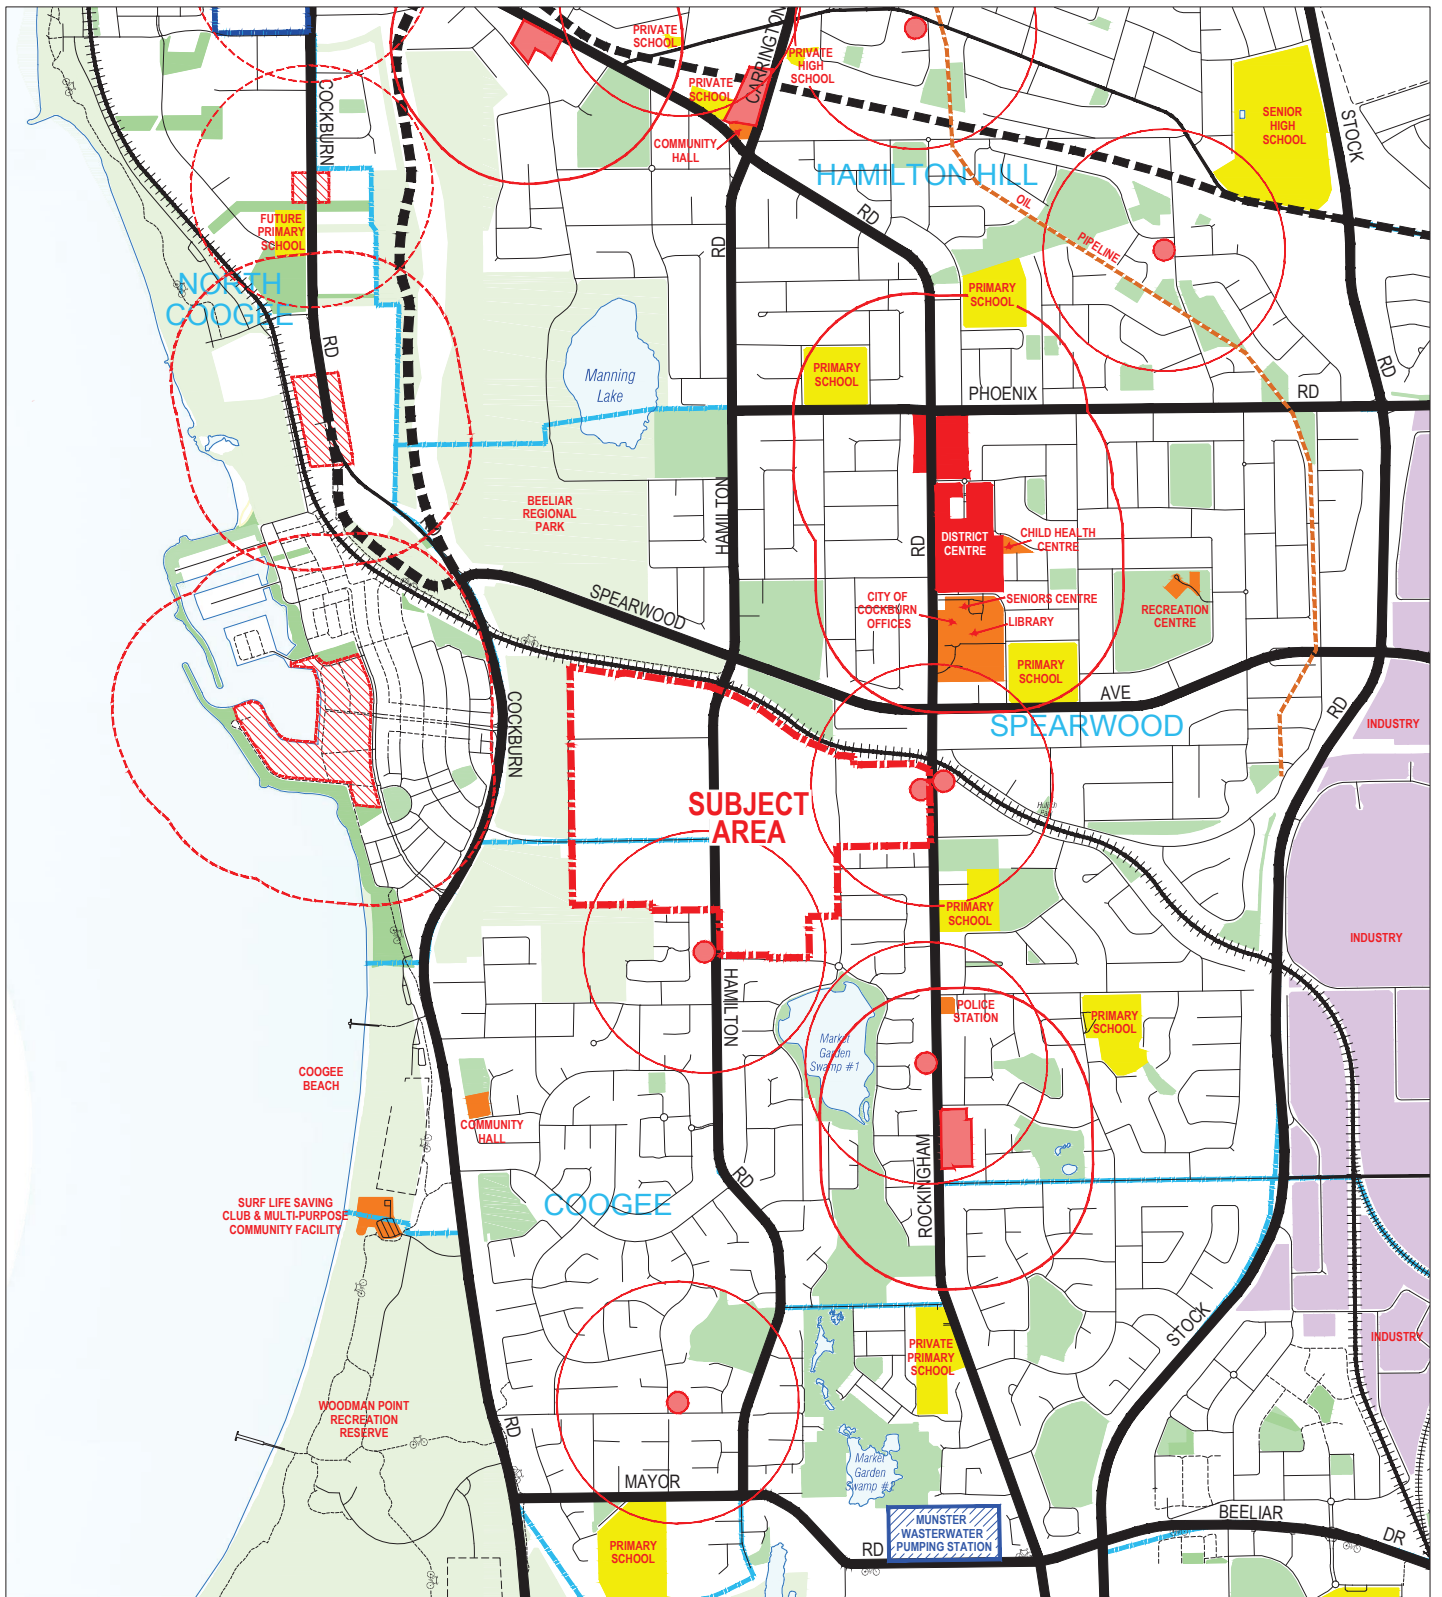 PRIVATE
SCHOOL
CARRINGTON
PRIVATE
HIGH
SCHOOL
PRIVATE
SCHOOL
COMMUNITY
HALL
SENIOR
HIGH
SCHOOL
STOCK
COCKBURN
HAMILTON HILL
OIL
PIPELINE
RD
RD
FUTURE
PRIMARY
SCHOOL
NORTH
COOGEE
RD
PRIMARY
SCHOOL
PRIMARY
SCHOOL
Manning
Lake
PHOENIX
RD
RD
BEELIAR
REGIONAL
PARK
HAMILTON
RD
DISTRICT
CENTRE
CHILD HEALTH
CENTRE
SPEARWOOD
CITY OF
COCKBURN
OFFICES
SENIORS CENTRE
LIBRARY
RECREATION
CENTRE
PRIMARY
SCHOOL
AVE
SPEARWOOD
RD
INDUSTRY
COCKBURN
SUBJECT
AREA
PRIMARY
SCHOOL
INDUSTRY
HAMILTON
POLICE
STATION
PRIMARY
SCHOOL
Market
Garden
Swamp #1
COOGEE
BEACH
COMMUNITY
HALL
ROCKINGHAM
RD
COOGEE
SURF LIFE SAVING
CLUB & MULTI-PURPOSE
COMMUNITY FACILITY
STOCK
INDUSTRY
PRIVATE
PRIMARY
SCHOOL
WOODMAN POINT
RECREATION
RESERVE
RD
MAYOR
Market
Garden
Swamp #2
MUNSTER
WASTERWATER
PUMPING STATION
RD
BEELIAR
DR
PRIMARY
SCHOOL